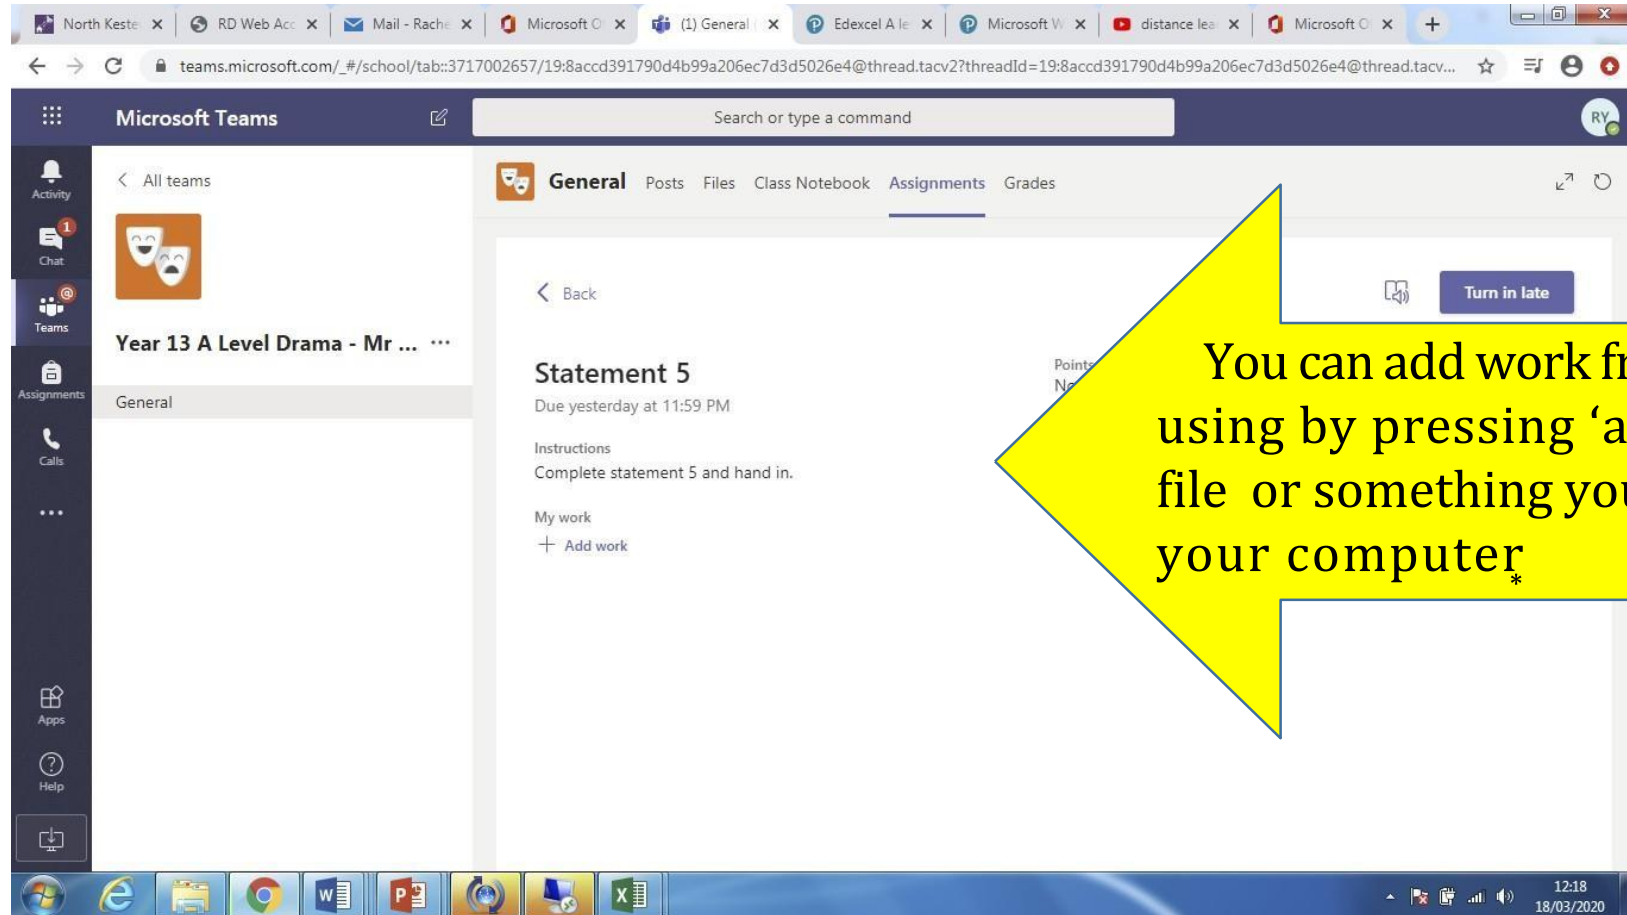 North Keste
RD Web Acc
Mail - Rache
Microsoft O
(1) General
Edexcel A le
Microsoft W
distance lea
Microsoft O
teams.microsoft.com/_#/school/tab::3717002657/19:8accd391790d4b99a206ec7d3d5026e4@thread.tacv2?threadId=19:8accd391790d4b99a206ec7d3d5026e4@thread.tacv...
Microsoft Teams
Search or type a command
RY
Activity
1
Chat
Teams
Assignments
Calls
Apps
Help
All teams
Year 13 A Level Drama - Mr ...
General
General Posts Files Class Notebook Assignments Grades
Back
Turn in late
Statement 5
Due yesterday at 11:59 PM
Points
No
Instructions
Complete statement 5 and hand in.
My work
+ Add work
You can add work fr
using by pressing ‘a
file or something you
your computer
*
12:18
18/03/2020